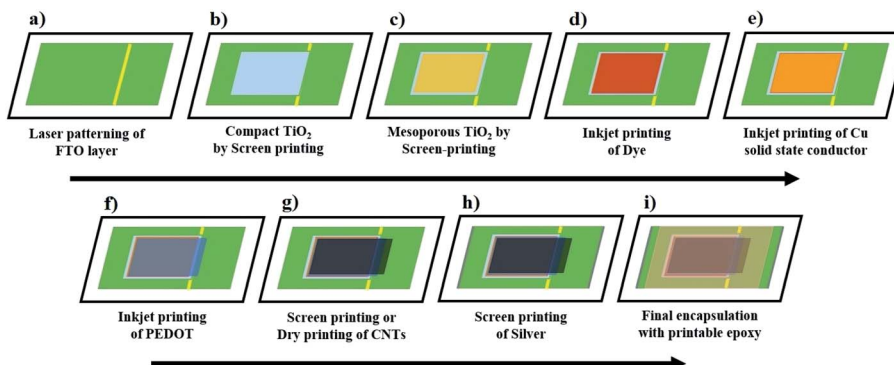 a)
b)
c)
d)
e)
Laser patterning of
FTO layer
Compact TiO₂
by Screen printing
Mesoporous TiO₂ by
Screen-printing
Inkjet printing
of Dye
Inkjet printing of Cu
solid state conductor
f)
g)
h)
i)
Inkjet printing
of PEDOT
Screen printing or
Dry printing of CNTs
Screen printing
of Silver
Final encapsulation
with printable epoxy